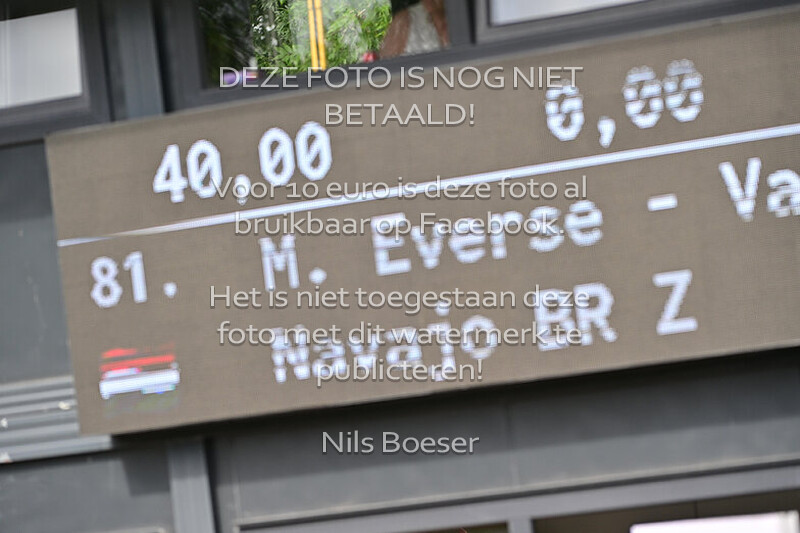 DEZE FOTO IS NOG NIET
BETAALD!
40,00 0,00
Voor 10 euro is deze foto al
bruikbaar op Facebook.
81. M. Everse - Va
Het is niet toegestaan deze
foto met dit watermerk te
publiceren!
Navajo BR Z
Nils Boeser